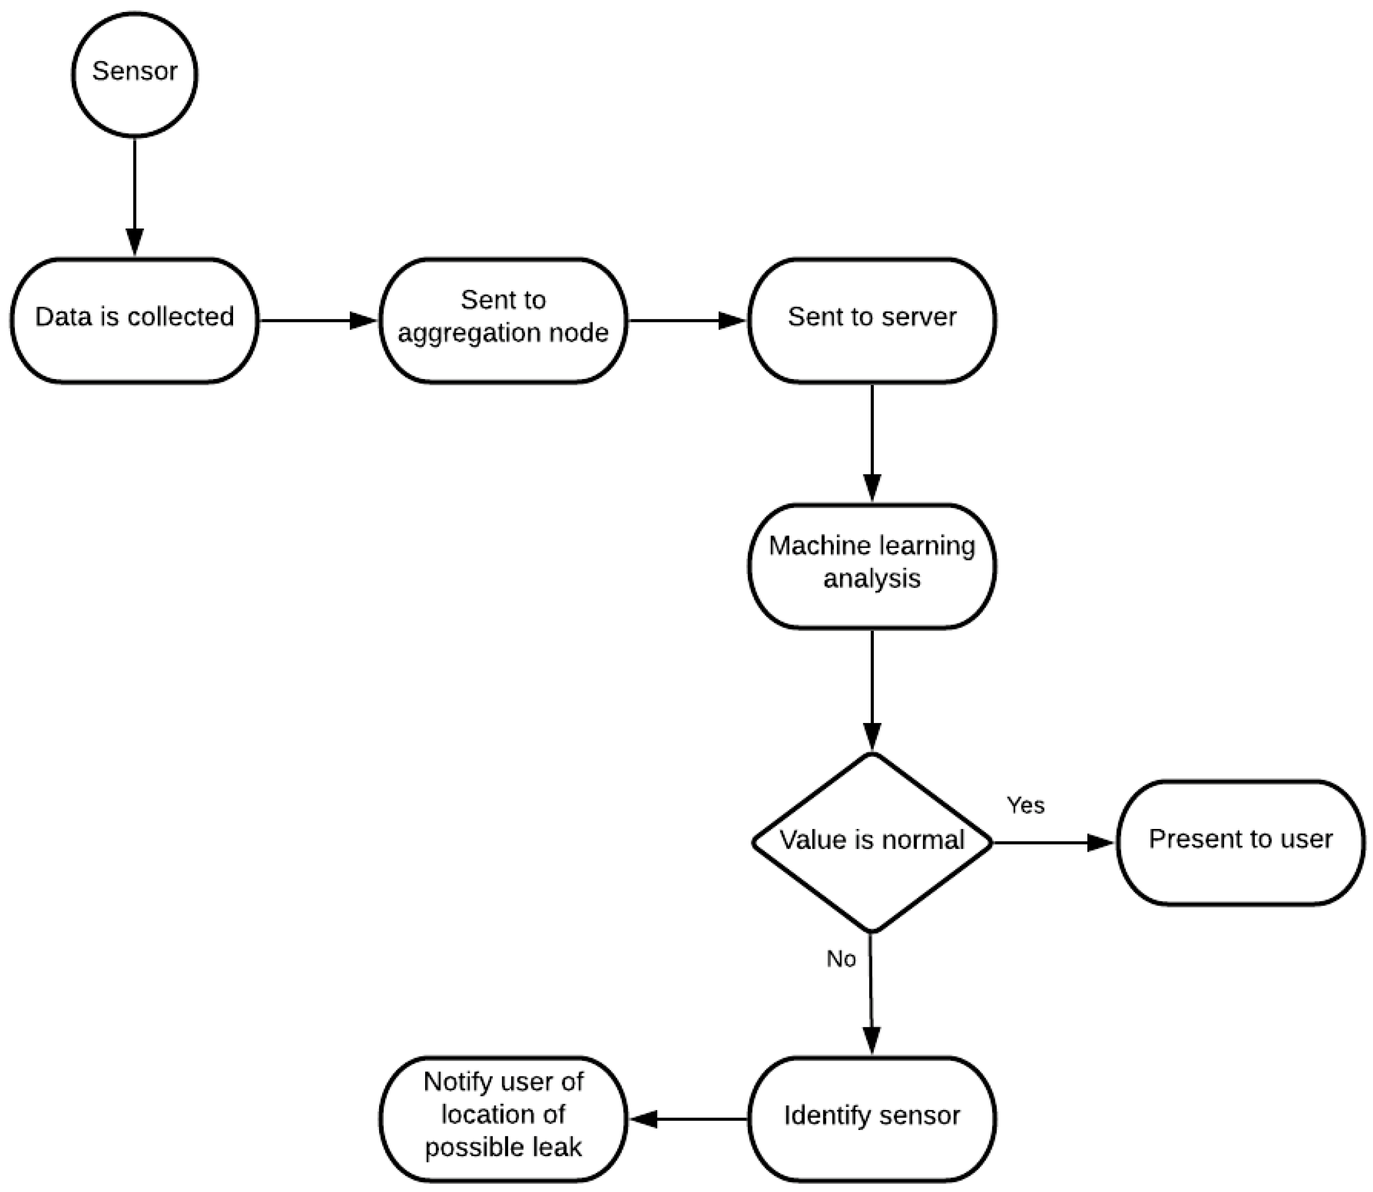 Sensor
Data is collected
Sent to
aggregation node
Sent to server
Machine learning
analysis
Value is normal
Yes
Present to user
No
Identify sensor
Notify user of
location of
possible leak